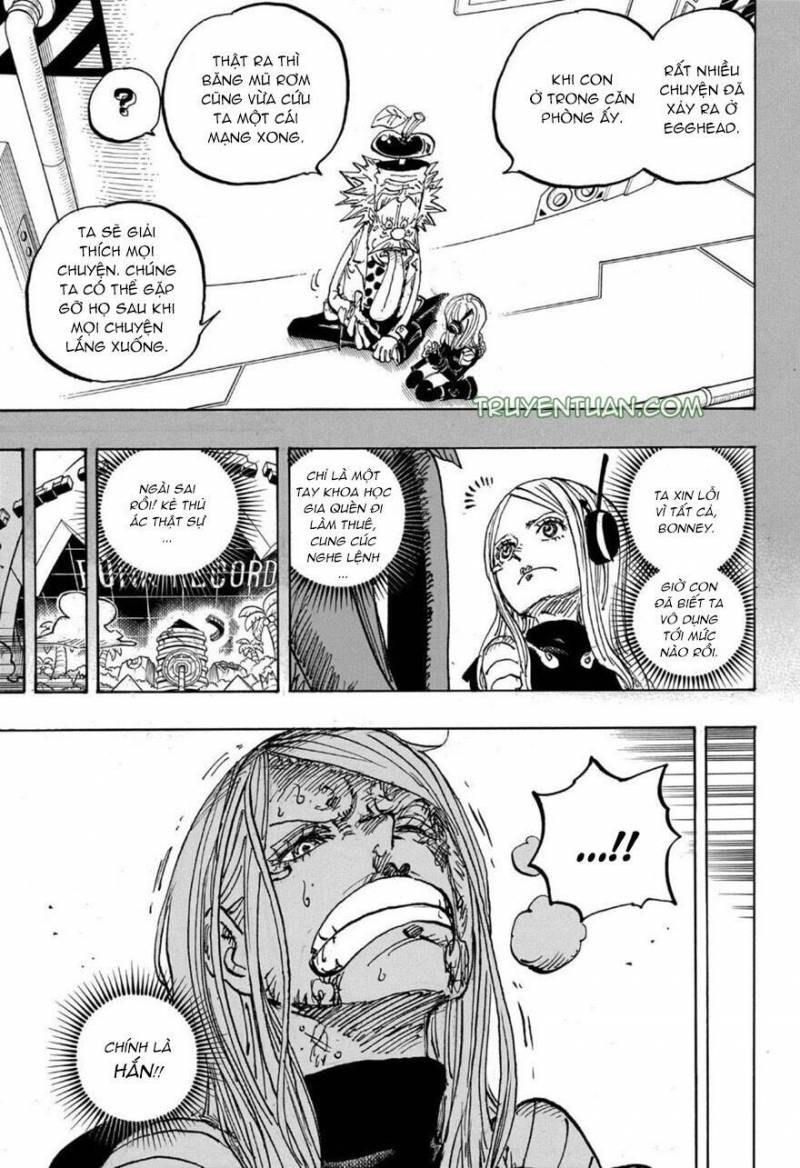 RẤT NHIỀU
CHUYỆN ĐÃ
XẢY RA Ở
EGGHEAD.
KHI CON
Ở TRONG CĂN
PHÒNG ẤY.
THẬT RA THÌ
BĂNG MŨ RƠM
CŨNG VỪA CỨU
TA MỘT CÁI
MẠNG XONG.
?
TA SẼ GIẢI
THÍCH MỌI
CHUYỆN. CHÚNG
TA CÓ THỂ GẶP
GỠ HỌ SAU KHI
MỌI CHUYỆN
LẮNG XUỐNG.
TRUYENTUAN.COM
TA XIN LỖI
VÌ TẤT CẢ,
BONNEY.
GIỜ CON
ĐÃ BIẾT TA
VÔ DỤNG
TỚI MỨC
NÀO RỒI.
CHỈ LÀ MỘT
TAY KHOA HỌC
GIA QUÈN ĐI
LÀM THUÊ,
CUNG CÚC
NGHE LỆNH
...
NGÀI SAI
RỒI! KẺ THỦ
ÁC THẬT SỰ
...
...!!
CHÍNH LÀ
HẮN!!